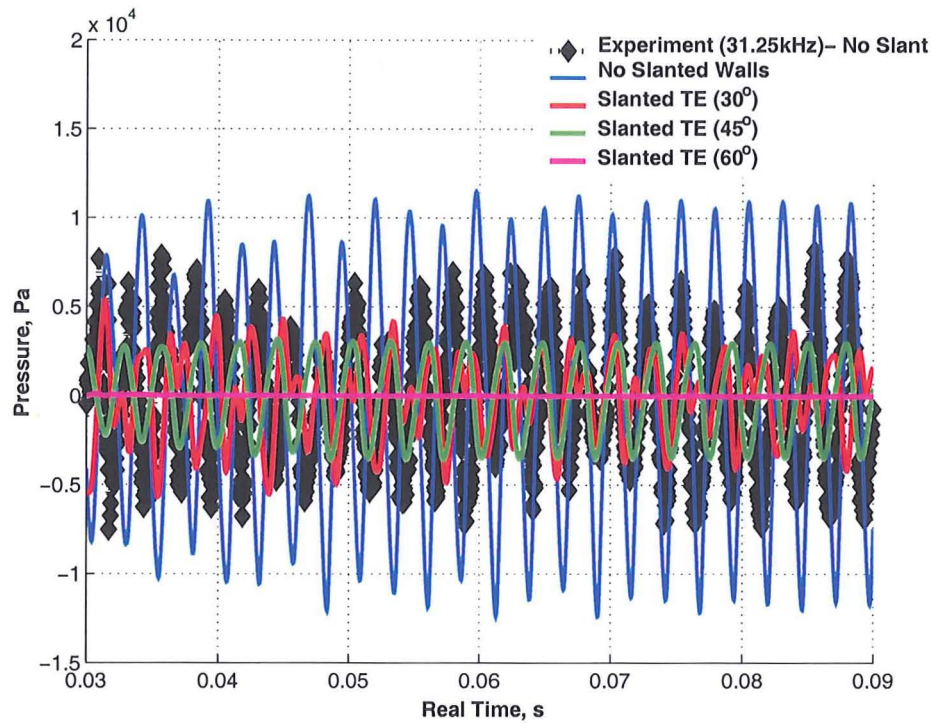 x 10⁴
2
1.5
1
0.5
0
−0.5
−1
−1.5
0.03 0.04 0.05 0.06 0.07 0.08 0.09
Pressure, Pa
Real Time, s
Experiment (31.25kHz)– No Slant
No Slanted Walls
Slanted TE (30°)
Slanted TE (45°)
Slanted TE (60°)